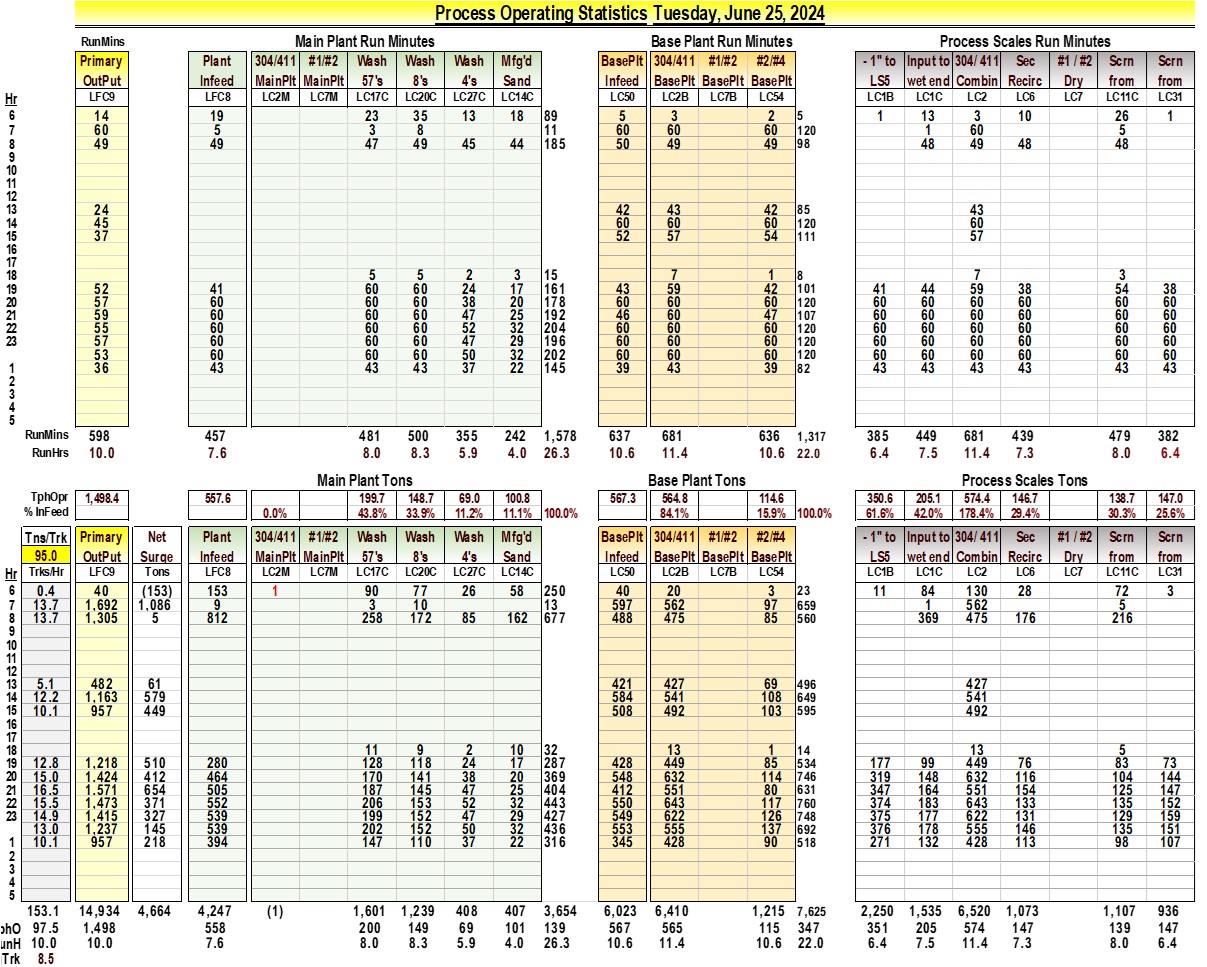 Process Operating Statistics Tuesday, June 25, 2024
RunMins Main Plant Run Minutes Base Plant Run Minutes Process Scales Run Minutes
Primary Plant 304/411 #1/#2 Wash Wash Wash Mfg'd BasePlt 304/411 #1/#2 #2/#4 - 1" to Input to 304/ 411 Sec #1 / #2 Scrn Scrn
OutPut Infeed MainPlt MainPlt 57's 8's 4's Sand Infeed BasePlt BasePlt BasePlt LS5 wet end Combin Recirc Dry from from
Hr LFC9 LFC8 LC2M LC7M LC17C LC20C LC27C LC14C LC50 LC2B LC7B LC54 LC1B LC1C LC2 LC6 LC7 LC11C LC31
6 14 19 23 35 13 18 89 5 3 2 5 1 13 3 10 26 1
7 60 5 3 8 11 60 60 60 120 1 60 5
8 49 49 47 49 45 44 185 50 49 49 98 48 49 48 48
9
10
11
12
13 24 42 43 42 85 43
14 45 60 60 60 120 60
15 37 52 57 54 111 57
16
17
18 5 5 2 3 15 7 1 8 7 3
19 52 41 60 60 24 17 161 43 59 42 101 41 44 59 38 54 38
20 57 60 60 60 38 20 178 60 60 60 120 60 60 60 60 60 60
21 59 60 60 60 47 25 192 46 60 47 107 60 60 60 60 60 60
22 55 60 60 60 52 32 204 60 60 60 120 60 60 60 60 60 60
23 57 60 60 60 47 29 196 60 60 60 120 60 60 60 60 60 60
53 60 60 60 50 32 202 60 60 60 120 60 60 60 60 60 60
1 36 43 43 43 37 22 145 39 43 39 82 43 43 43 43 43 43
2
3
4
5
RunMins 598 457 481 500 355 242 1,578 637 681 636 1,317 385 449 681 439 479 382
RunHrs 10.0 7.6 8.0 8.3 5.9 4.0 26.3 10.6 11.4 10.6 22.0 6.4 7.5 11.4 7.3 8.0 6.4
Main Plant Tons Base Plant Tons Process Scales Tons
TphOpr 1,498.4 557.6 199.7 148.7 69.0 100.8 567.3 564.8 114.6 350.6 205.1 574.4 146.7 138.7 147.0
% InFeed 0.0% 43.8% 33.9% 11.2% 11.1% 100.0% 84.1% 15.9% 100.0% 61.6% 42.0% 178.4% 29.4% 30.3% 25.6%
Tns/Trk Primary Net Plant 304/411 #1/#2 Wash Wash Wash Mfg'd BasePlt 304/411 #1/#2 #2/#4 - 1" to Input to 304/ 411 Sec #1 / #2 Scrn Scrn
95.0 OutPut Surge Infeed MainPlt MainPlt 57's 8's 4's Sand Infeed BasePlt BasePlt BasePlt LS5 wet end Combin Recirc Dry from from
Hr Trks/Hr LFC9 Tons LFC8 LC2M LC7M LC17C LC20C LC27C LC14C LC50 LC2B LC7B LC54 LC1B LC1C LC2 LC6 LC7 LC11C LC31
6 0.4 40 (153) 153 1 90 77 26 58 250 40 20 3 23 11 84 130 28 72 3
7 13.7 1,692 1,086 9 3 10 13 597 562 97 659 1 562 5
8 13.7 1,305 5 812 258 172 85 162 677 488 475 85 560 369 475 176 216
9
10
11
12
13 5.1 482 61 421 427 69 496 427
14 12.2 1,163 579 584 541 108 649 541
15 10.1 957 449 508 492 103 595 492
16
17
18 11 9 2 10 32 13 1 14 13 5
19 12.8 1,218 510 280 128 118 24 17 287 428 449 85 534 177 99 449 76 83 73
20 15.0 1,424 412 464 170 141 38 20 369 548 632 114 746 319 148 632 116 104 144
21 16.5 1,571 654 505 187 145 47 25 404 412 551 80 631 347 164 551 154 125 147
22 15.5 1,473 371 552 206 153 52 32 443 550 643 117 760 374 183 643 133 135 152
23 14.9 1,415 327 539 199 152 47 29 427 549 622 126 748 375 177 622 131 129 159
13.0 1,237 145 539 202 152 50 32 436 553 555 137 692 376 178 555 146 135 151
1 10.1 957 218 394 147 110 37 22 316 345 428 90 518 271 132 428 113 98 107
2
3
4
5
153.1 14,934 4,664 4,247 (1) 1,601 1,239 408 407 3,654 6,023 6,410 1,215 7,625 2,250 1,535 6,520 1,073 1,107 936
phO 97.5 1,498 558 200 149 69 101 139 567 565 115 347 351 205 574 147 139 147
unH 10.0 10.0 7.6 8.0 8.3 5.9 4.0 26.3 10.6 11.4 10.6 22.0 6.4 7.5 11.4 7.3 8.0 6.4
Trk 8.5